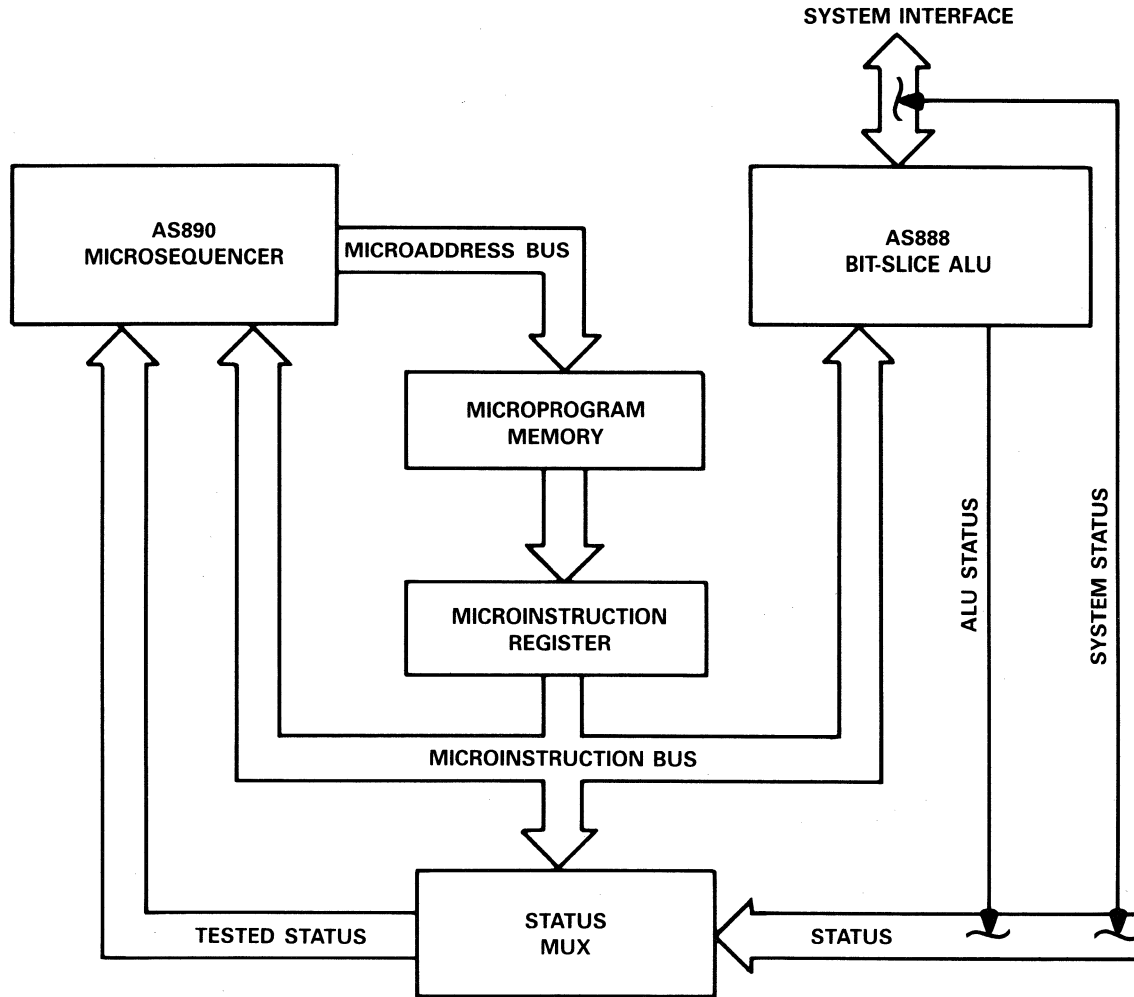 SYSTEM INTERFACE
AS890
MICROSEQUENCER
MICROADDRESS BUS
AS888
BIT-SLICE ALU
MICROPROGRAM
MEMORY
MICROINSTRUCTION
REGISTER
ALU STATUS
SYSTEM STATUS
MICROINSTRUCTION BUS
TESTED STATUS
STATUS
MUX
STATUS